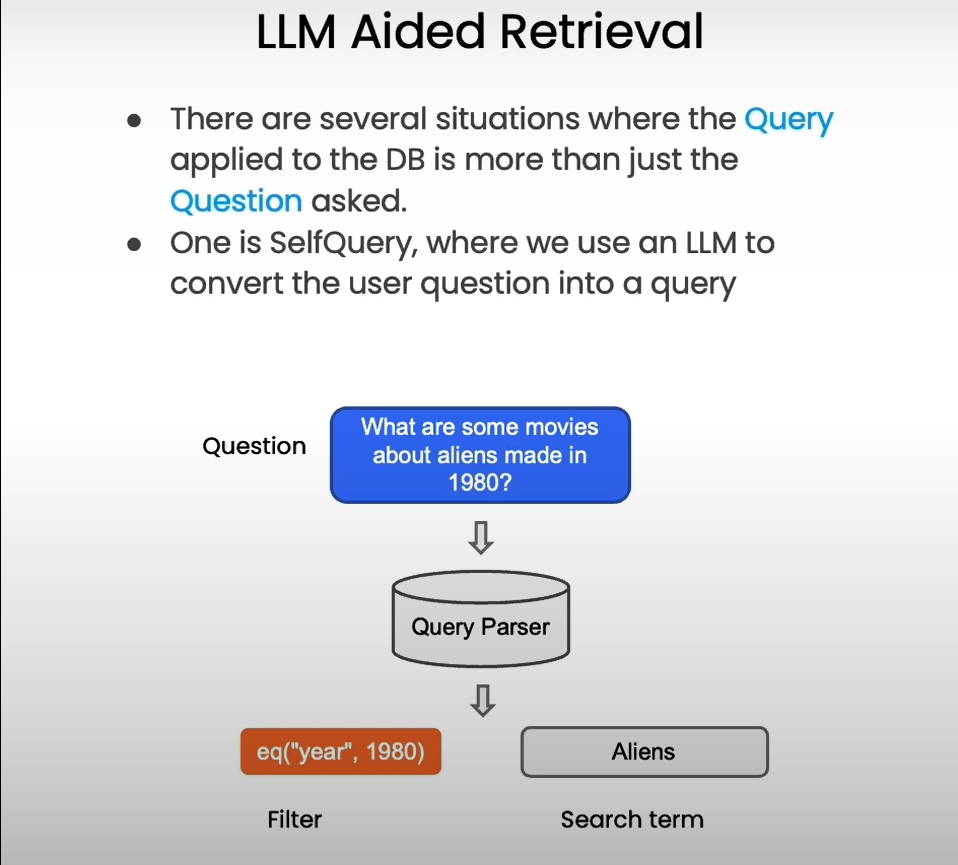 LLM Aided Retrieval
● There are several situations where the Query
applied to the DB is more than just the
Question asked.
● One is SelfQuery, where we use an LLM to
convert the user question into a query
Question
What are some movies
about aliens made in
1980?
Query Parser
eq("year", 1980)
Aliens
Filter
Search term